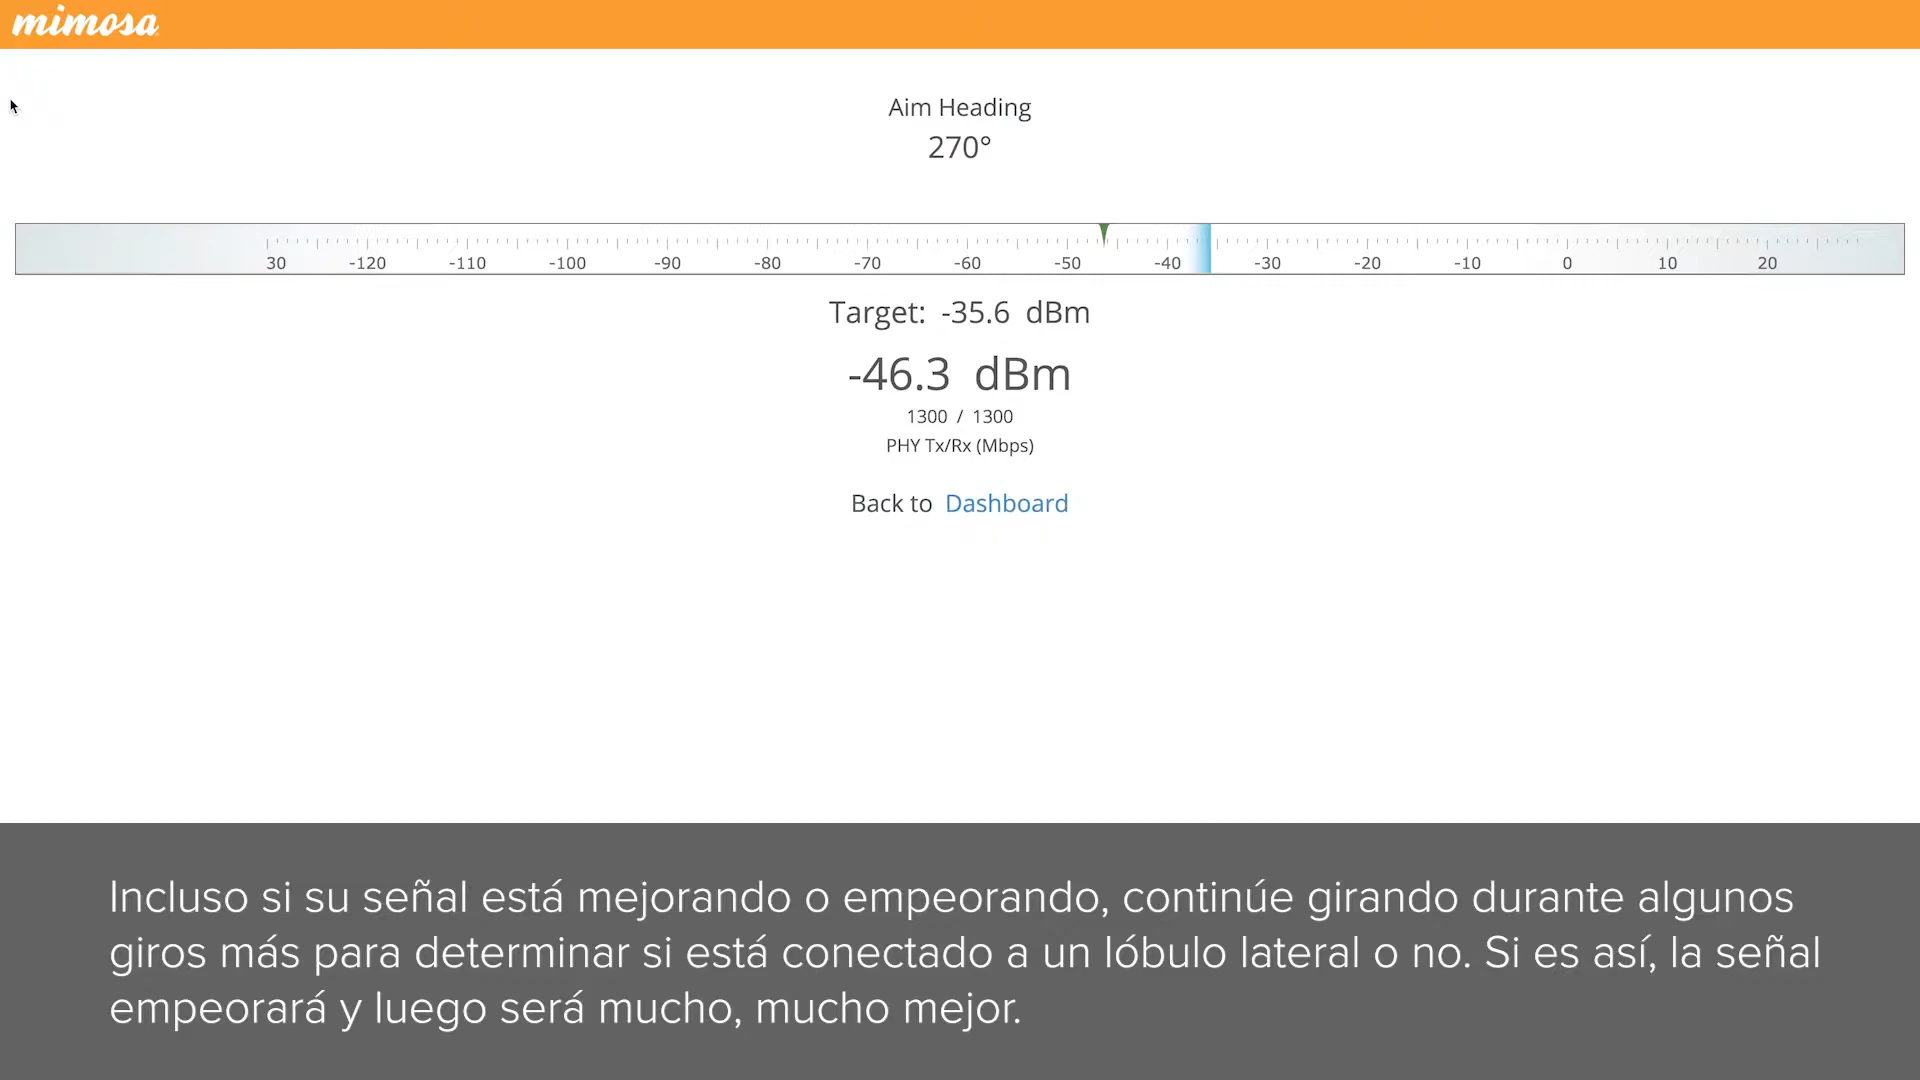 mimosa
Aim Heading
270°
30 -120 -110 -100 -90 -80 -70 -60 -50 -40 -30 -20 -10 0 10 20
Target: -35.6 dBm
-46.3 dBm
1300 / 1300
PHY Tx/Rx (Mbps)
Back to Dashboard
Incluso si su señal está mejorando o empeorando, continúe girando durante algunos
giros más para determinar si está conectado a un lóbulo lateral o no. Si es así, la señal
empeorará y luego será mucho, mucho mejor.